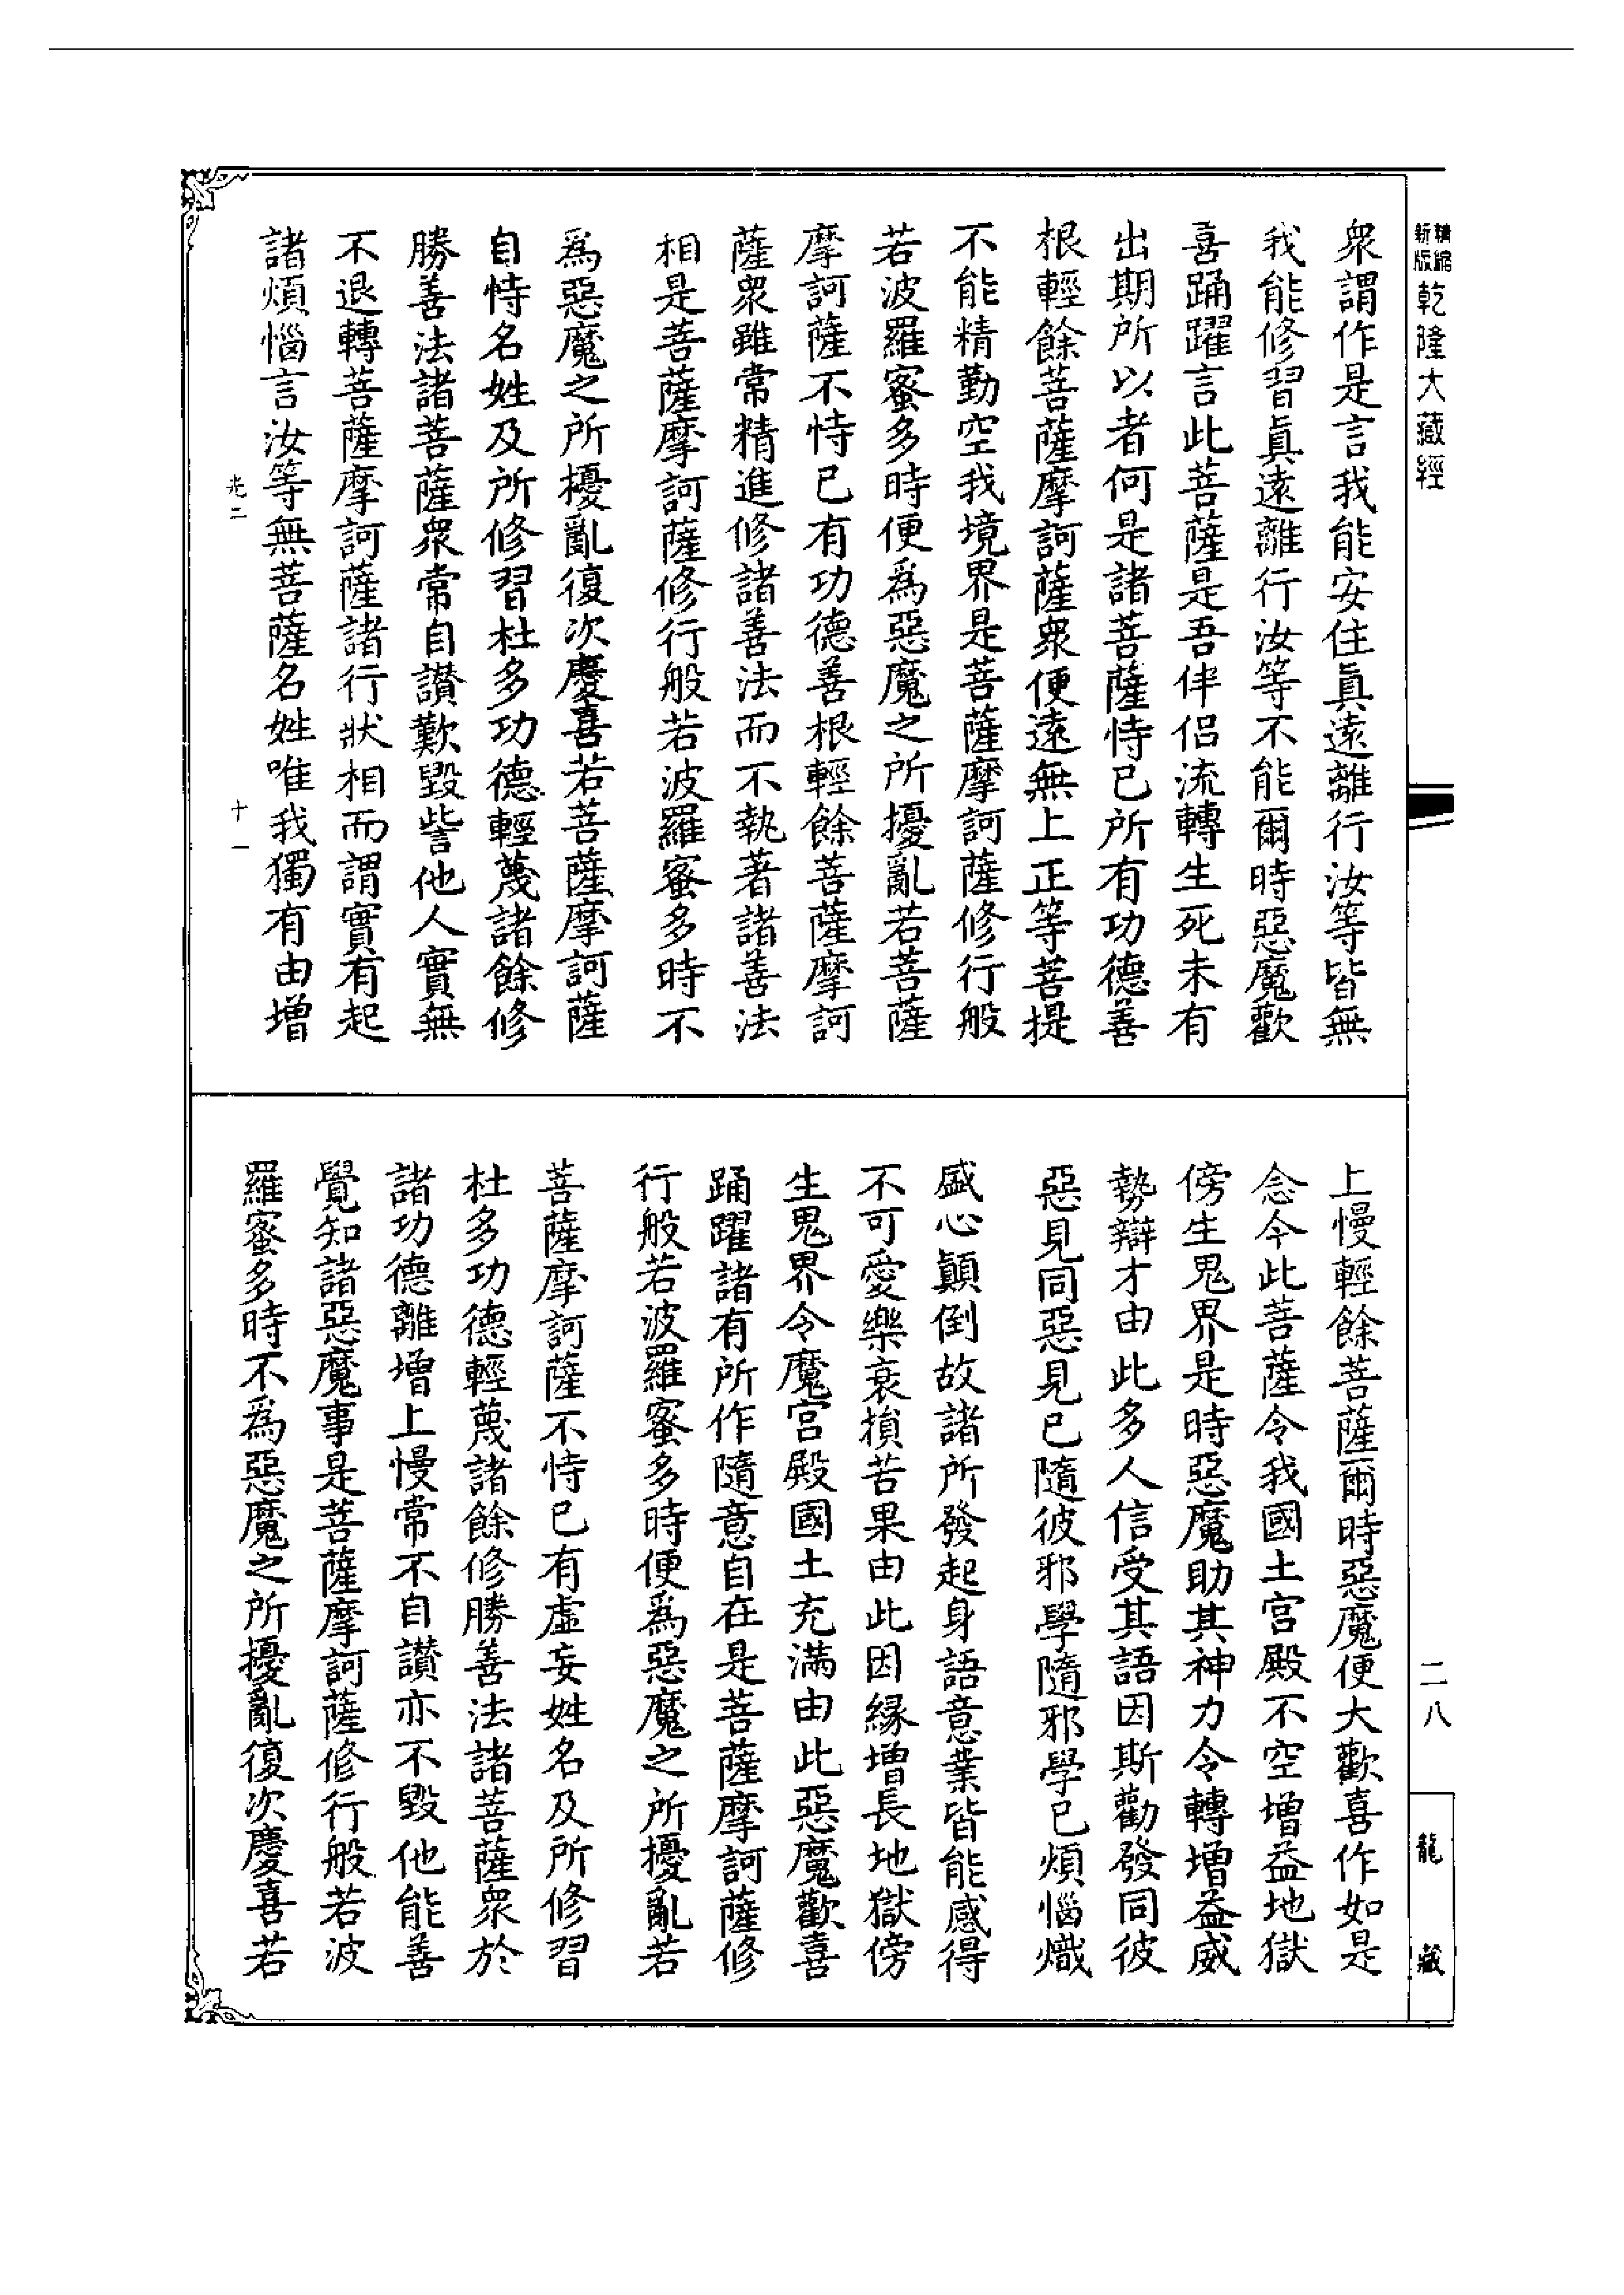 精縮
新版
乾隆大藏經
衆謂作是言我能安住眞遠離行汝等皆無
我能修習眞遠離行汝等不能爾時惡魔歡
喜踊躍言此菩薩是吾伴侶流轉生死未有
出期所以者何是諸菩薩恃已所有功德善
根輕餘菩薩摩訶薩衆便遠無上正等菩提
不能精勤空我境界是菩薩摩訶薩修行般
若波羅蜜多時便爲惡魔之所擾亂若菩薩
摩訶薩不恃已有功德善根輕餘菩薩摩訶
薩衆雖常精進修諸善法而不執著諸善法
相是菩薩摩訶薩修行般若波羅蜜多時不
爲惡魔之所擾亂復次慶喜若菩薩摩訶薩
自恃名姓及所修習杜多功德輕蔑諸餘修
勝善法諸菩薩衆常自讚歎毀訾他人實無
不退轉菩薩摩訶薩諸行狀相而謂實有起
諸煩惱言汝等無菩薩名姓唯我獨有由增
光二
十一
上慢輕餘菩薩爾時惡魔便大歡喜作如是
念今此菩薩令我國土宮殿不空增益地獄
傍生鬼界是時惡魔助其神力令轉增益威
勢辯才由此多人信受其語因斯勸發同彼
惡見同惡見已隨彼邪學隨邪學已煩惱熾
盛心顛倒故諸所發起身語意業皆能感得
不可愛樂衰損苦果由此因緣增長地獄傍
生鬼界令魔宮殿國土充滿由此惡魔歡喜
踊躍諸有所作隨意自在是菩薩摩訶薩修
行般若波羅蜜多時便爲惡魔之所擾亂若
菩薩摩訶薩不恃已有虛妄姓名及所修習
杜多功德輕蔑諸餘修勝善法諸菩薩衆於
諸功德離增上慢常不自讚亦不毀他能善
覺知諸惡魔事是菩薩摩訶薩修行般若波
羅蜜多時不爲惡魔之所擾亂復次慶喜若
二八
龍藏